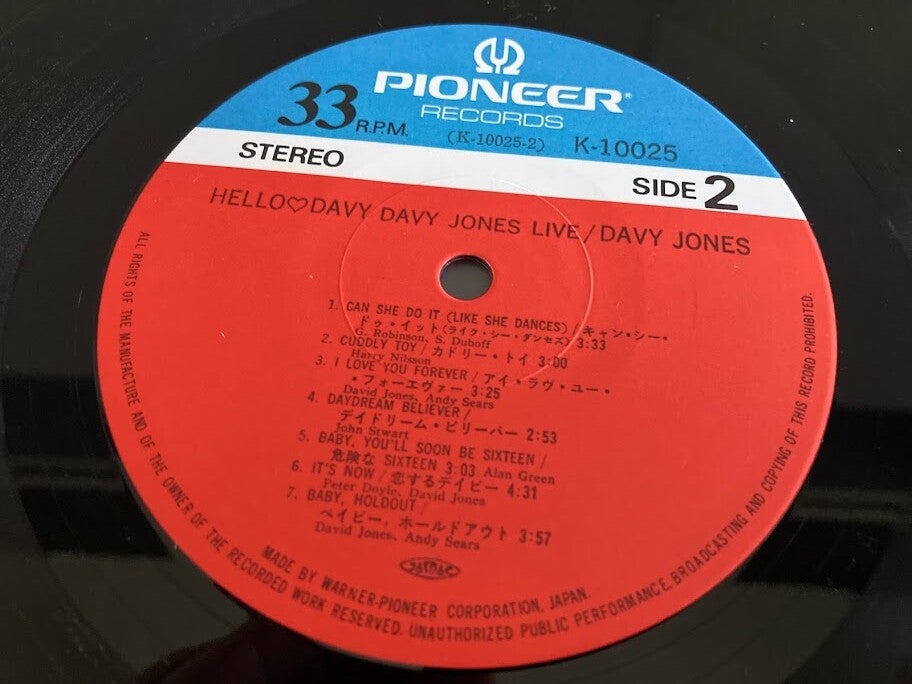 PIONEER®
RECORDS
33 R.P.M.
(K-10025-2) K-10025
STEREO
SIDE 2
HELLO♡DAVY DAVY JONES LIVE/DAVY JONES
1. CAN SHE DO IT (LIKE SHE DANCES)/キャン・シー・
ドゥ・イット(ライク・シー・ダンセズ) 3:33
G. Robinson, S. Duboff
2. CUDDLY TOY/カドリー・トイ 3:00
Harry Nilsson
3. I LOVE YOU FOREVER/アイ・ラヴ・ユー・
・フォーエヴァー 3:25
David Jones, Andy Sears
4. DAYDREAM BELIEVER/
デイドリーム・ビリーバー 2:53
John Stwart
5. BABY, YOU'LL SOON BE SIXTEEN/
危険な SIXTEEN 3:03 Alan Green
6. IT'S NOW/恋するデイビー 4:31
Peter Doyle, David Jones
7. BABY, HOLDOUT/
ベイビー, ホールドアウト 3:57
David Jones, Andy Sears
JASRAC
MADE BY WARNER-PIONEER CORPORATION, JAPAN.
ALL RIGHTS OF THE MANUFACTURE AND OF THE OWNER OF THE RECORDED WORK RESERVED. UNAUTHORIZED PUBLIC PERFORMANCE, BROADCASTING AND COPYING OF THIS RECORD PROHIBITED.